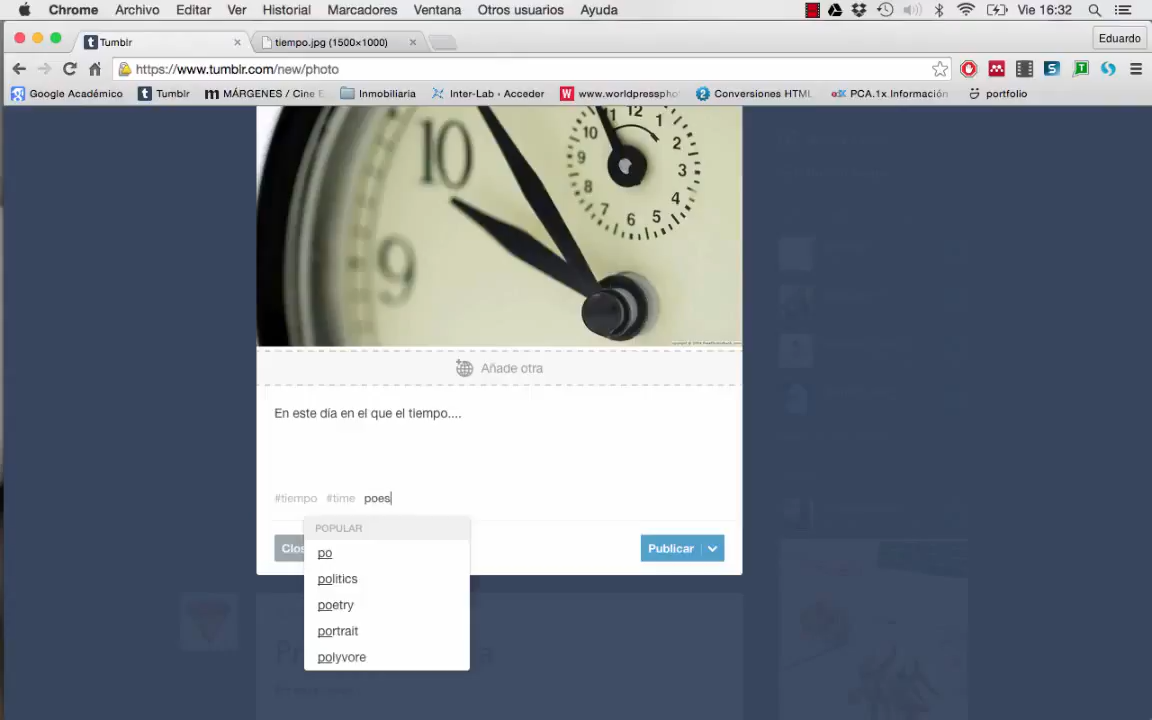 Chrome Archivo Editar Ver Historial Marcadores Ventana Otros usuarios Ayuda Vie 16:32
Tumblr tiempo.jpg (1500×1000) Eduardo
https://www.tumblr.com/new/photo
Google Académico Tumblr MÁRGENES / Cine E Inter-Lab • Acceder Inmobiliaria www.worldpresspho Conversiones HTML PCA.1x.Información portfolio
10
9
11 12 1
10 2
9 3
8 4
7 6 5
Añade otra
En este día en el que el tiempo....
#tiempo #time poes
POPULAR
Clos po Publicar
politics
poetry
portrait
polyvore